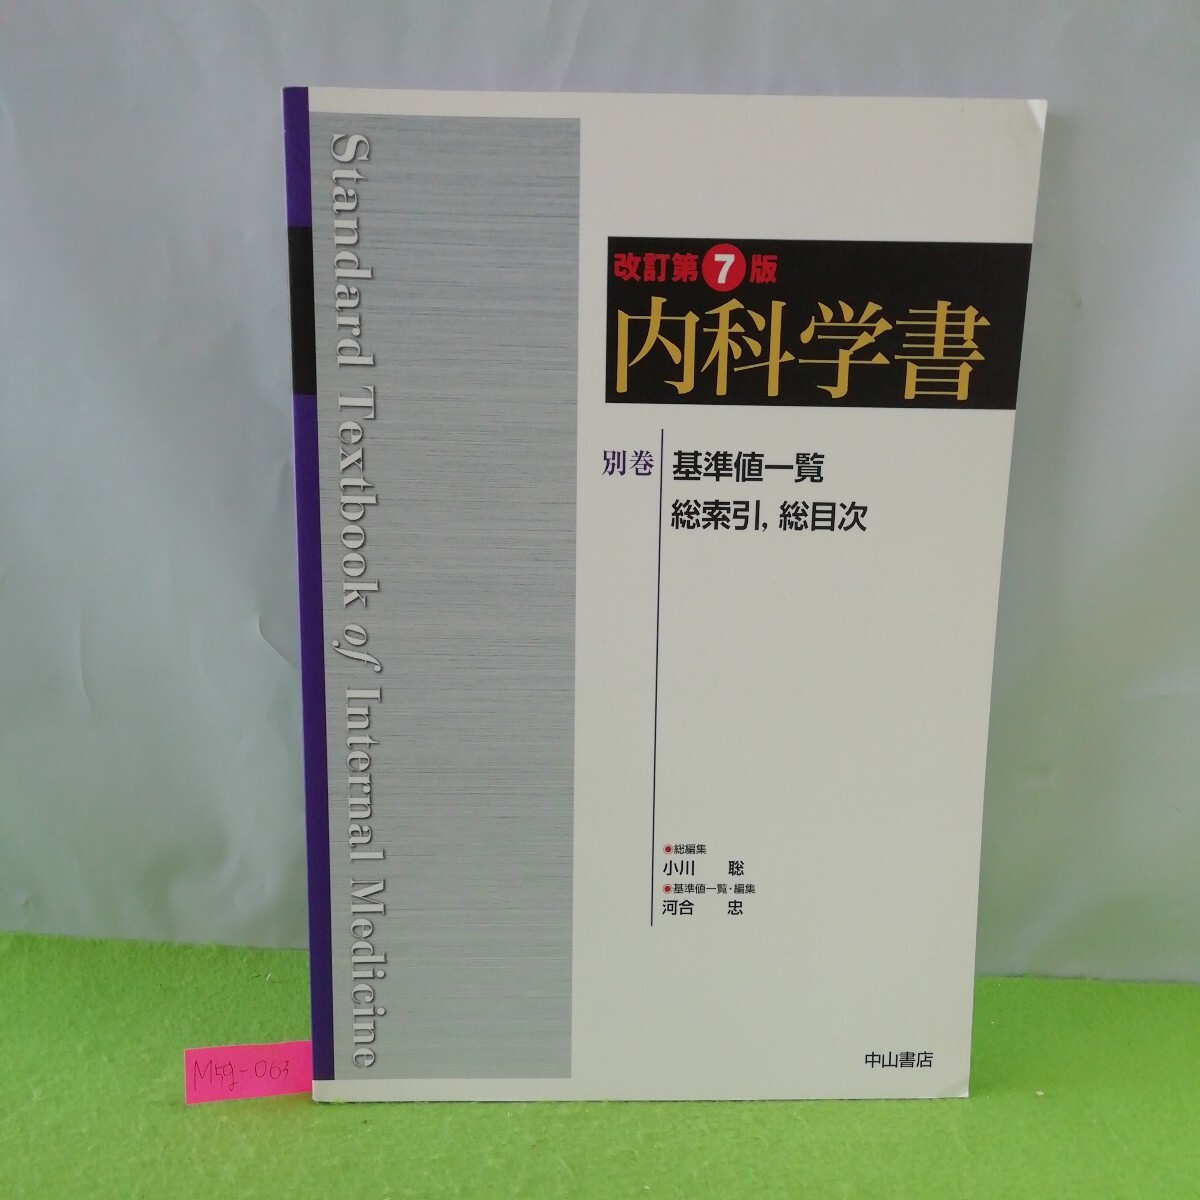 Standard Textbook of Internal Medicine
改訂第7版
内科学書
別巻
基準値一覧
総索引, 総目次
●総編集
小川 聡
●基準値一覧・編集
河合 忠
中山書店
M5g-063